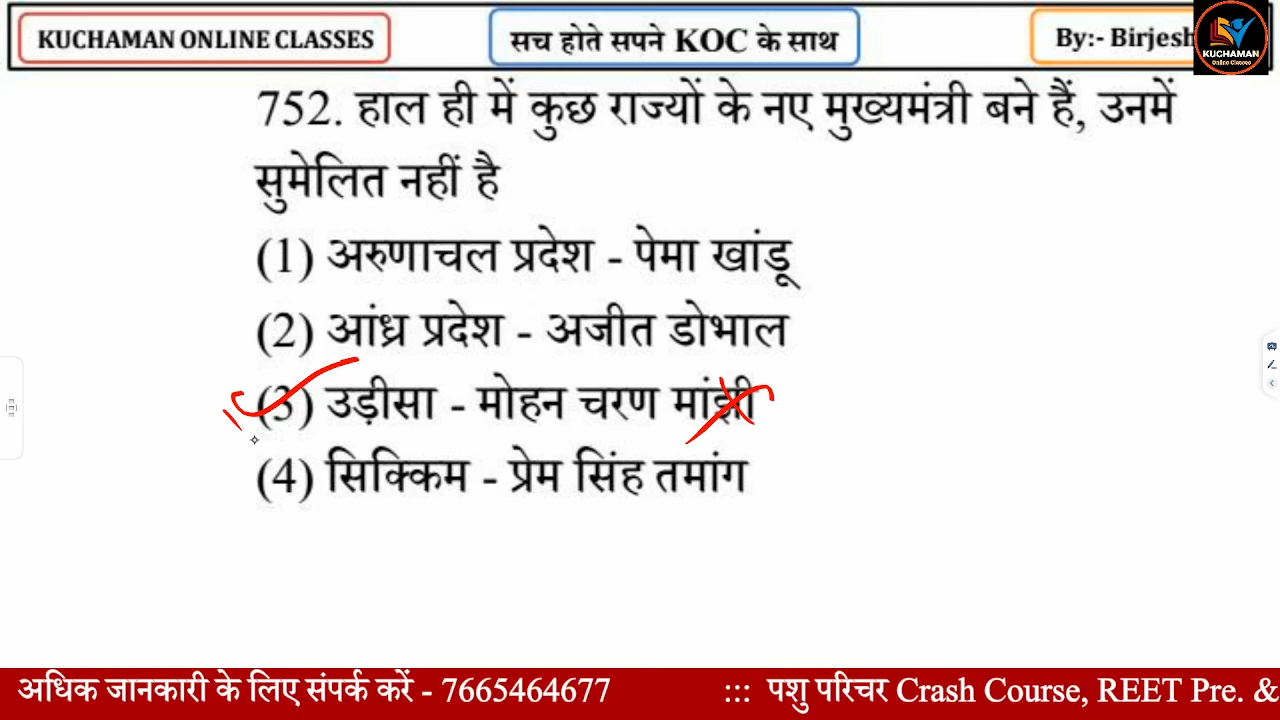 KUCHAMAN ONLINE CLASSES
सच होते सपने KOC के साथ
By:- Birjesh
KUCHAMAN
Online Classes
752. हाल ही में कुछ राज्यों के नए मुख्यमंत्री बने हैं, उनमें
सुमेलित नहीं है
(1) अरुणाचल प्रदेश - पेमा खांडू
(2) आंध्र प्रदेश - अजीत डोभाल
(3) उड़ीसा - मोहन चरण मांझी
(4) सिक्किम - प्रेम सिंह तमांग
अधिक जानकारी के लिए संपर्क करें - 7665464677 ::: पशु परिचर Crash Course, REET Pre. &